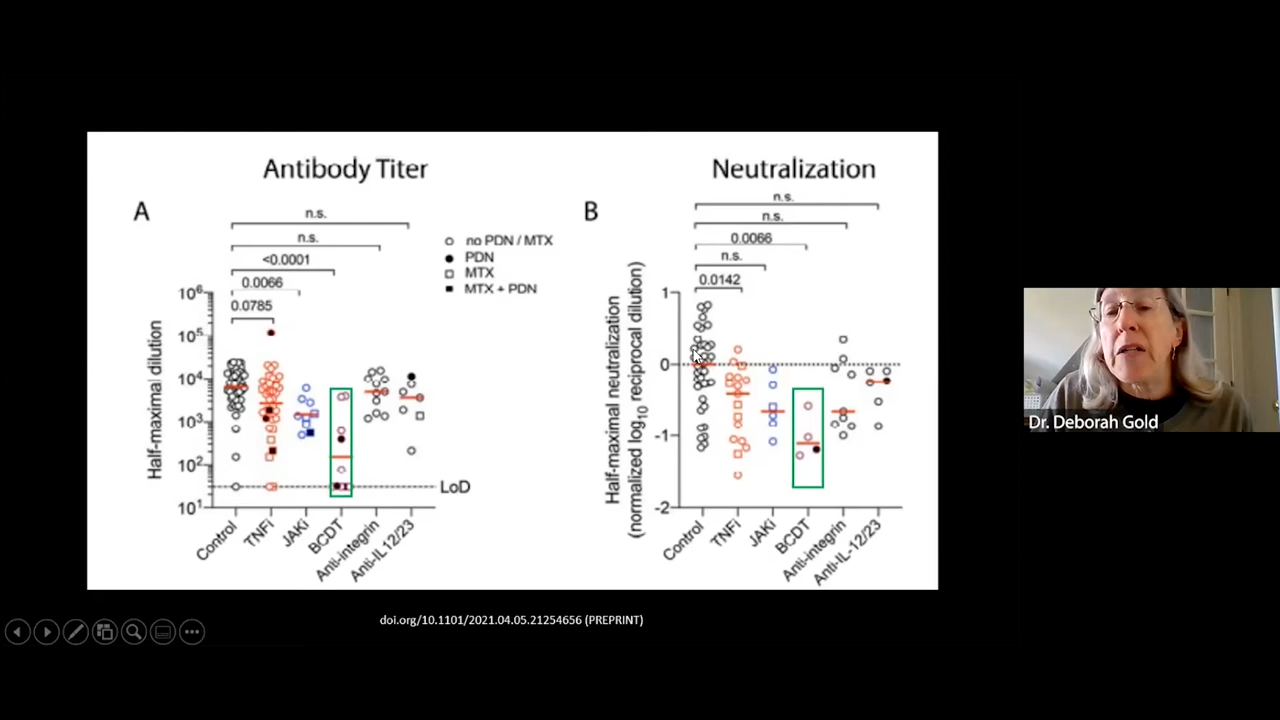 Antibody Titer
A
n.s.
n.s.
<0.0001
0.0066
0.0785
no PDN / MTX
PDN
MTX
MTX + PDN
Half-maximal dilution
10⁶
10⁵
10⁴
10³
10²
10¹
LoD
Control
TNFi
JAKi
BCDT
Anti-integrin
Anti-IL12/23
Neutralization
B
n.s.
n.s.
0.0066
n.s.
0.0142
Half-maximal neutralization
(normalized log₁₀ reciprocal dilution)
1
0
-1
-2
Control
TNFi
JAKi
BCDT
Anti-integrin
Anti-IL-12/23
Dr. Deborah Gold
doi.org/10.1101/2021.04.05.21254656 (PREPRINT)